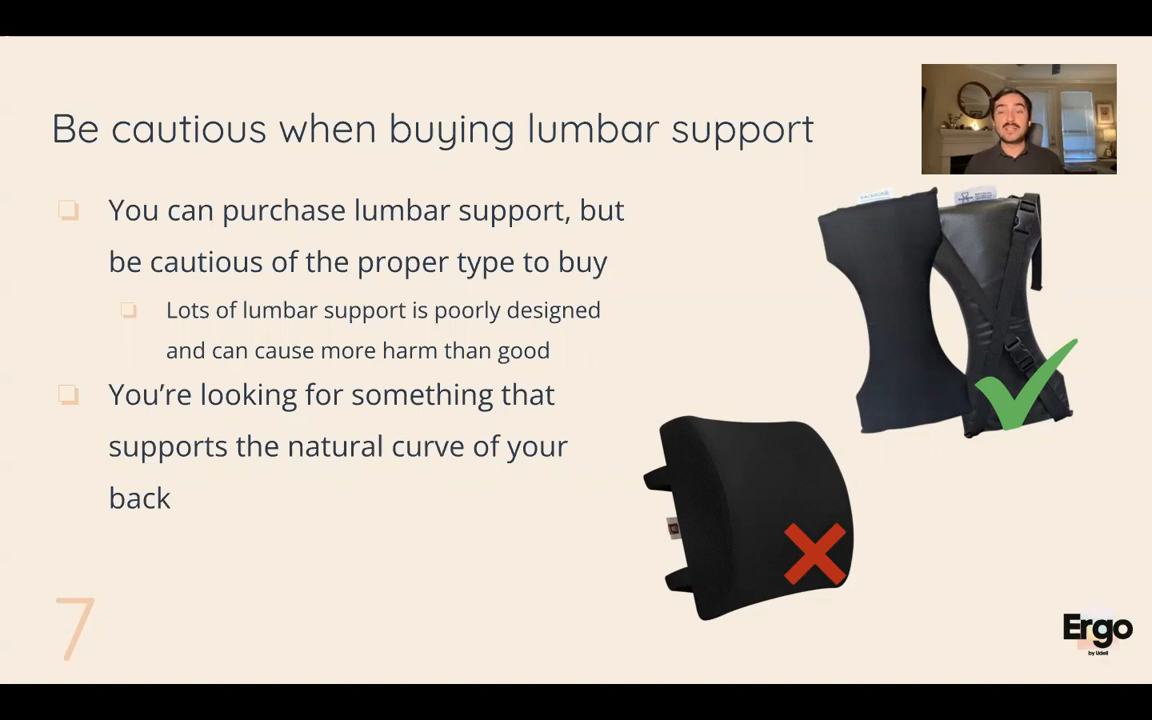 Be cautious when buying lumbar support
You can purchase lumbar support, but
be cautious of the proper type to buy
Lots of lumbar support is poorly designed
and can cause more harm than good
You’re looking for something that
supports the natural curve of your
back
7
Ergo
by Udell